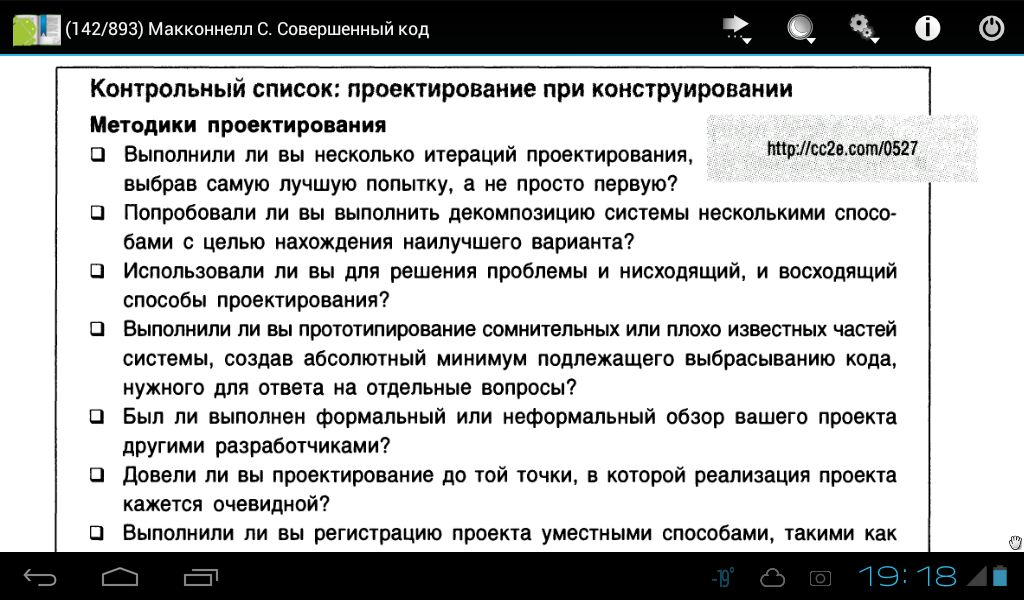 (142/893) Макконнелл С. Совершенный код
Контрольный список: проектирование при конструировании
Методики проектирования
http://cc2e.com/0527
❑ Выполнили ли вы несколько итераций проектирования,
выбрав самую лучшую попытку, а не просто первую?
❑ Попробовали ли вы выполнить декомпозицию системы несколькими спосо-
бами с целью нахождения наилучшего варианта?
❑ Использовали ли вы для решения проблемы и нисходящий, и восходящий
способы проектирования?
❑ Выполнили ли вы прототипирование сомнительных или плохо известных частей
системы, создав абсолютный минимум подлежащего выбрасыванию кода,
нужного для ответа на отдельные вопросы?
❑ Был ли выполнен формальный или неформальный обзор вашего проекта
другими разработчиками?
❑ Довели ли вы проектирование до той точки, в которой реализация проекта
кажется очевидной?
❑ Выполнили ли вы регистрацию проекта уместными способами, такими как
-19°
19:18